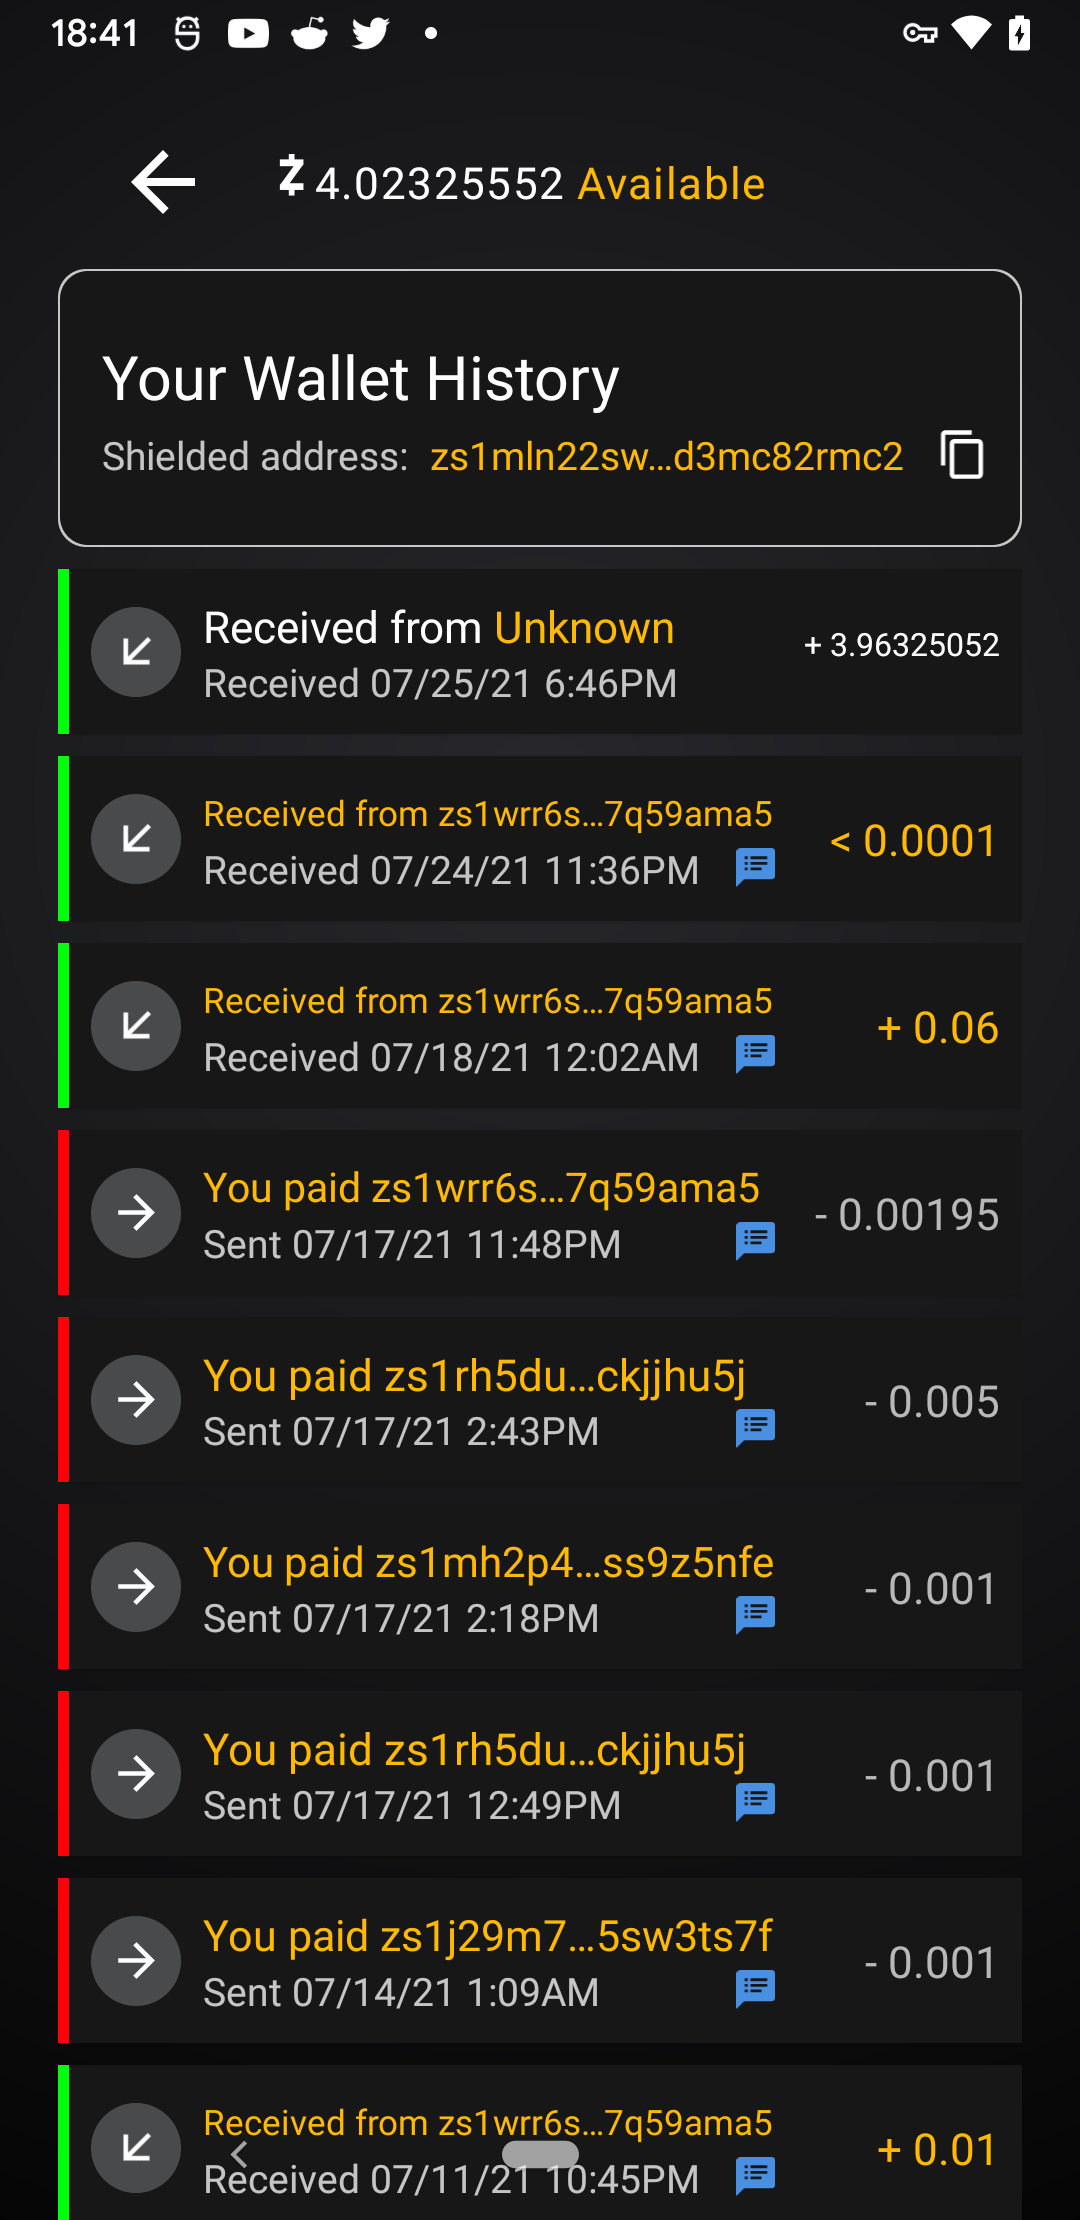 18:41
4.02325552 Available
Your Wallet History
Shielded address: zs1mln22sw...d3mc82rmc2
Received from Unknown
+ 3.96325052
Received 07/25/21 6:46PM
Received from zs1wrr6s...7q59ama5
< 0.0001
Received 07/24/21 11:36PM
Received from zs1wrr6s...7q59ama5
+ 0.06
Received 07/18/21 12:02AM
You paid zs1wrr6s...7q59ama5
- 0.00195
Sent 07/17/21 11:48PM
You paid zs1rh5du...ckjjhu5j
- 0.005
Sent 07/17/21 2:43PM
You paid zs1mh2p4...ss9z5nfe
- 0.001
Sent 07/17/21 2:18PM
You paid zs1rh5du...ckjjhu5j
- 0.001
Sent 07/17/21 12:49PM
You paid zs1j29m7...5sw3ts7f
- 0.001
Sent 07/14/21 1:09AM
Received from zs1wrr6s...7q59ama5
+ 0.01
Received 07/11/21 10:45PM